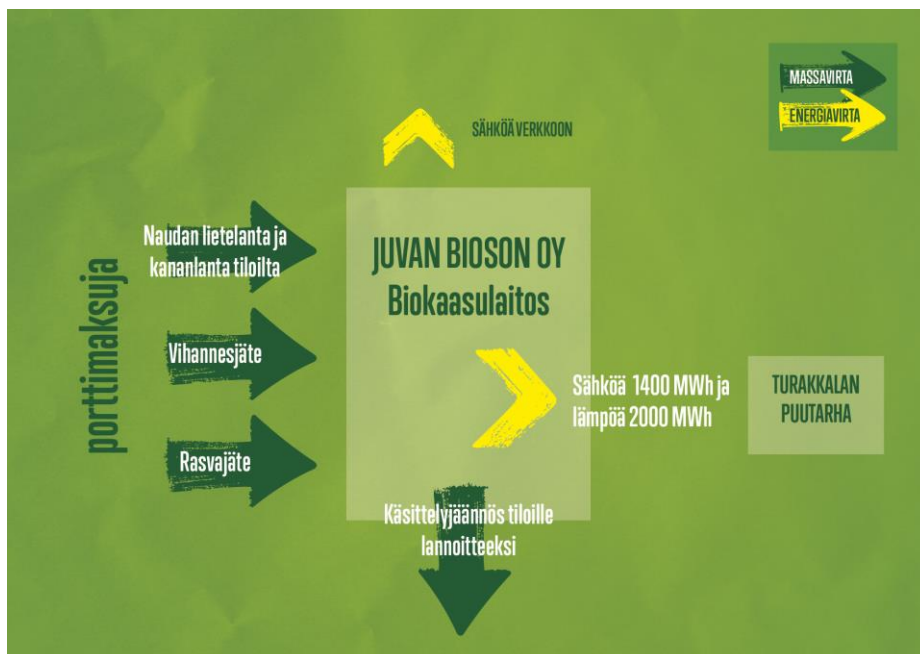 MASSAVIRTA
ENERGIAVIRTA
SÄHKÖÄ VERKKOON
porttimaksuja
Naudan lietelanta ja
kananlanta tiloilta
Vihannesjäte
Rasvajäte
JUVAN BIOSON OY
Biokaasulaitos
Sähköä 1400 MWh ja
lämpöä 2000 MWh
TURAKKALAN
PUUTARHA
Käsittelyjäännös tiloille
lannoitteeksi